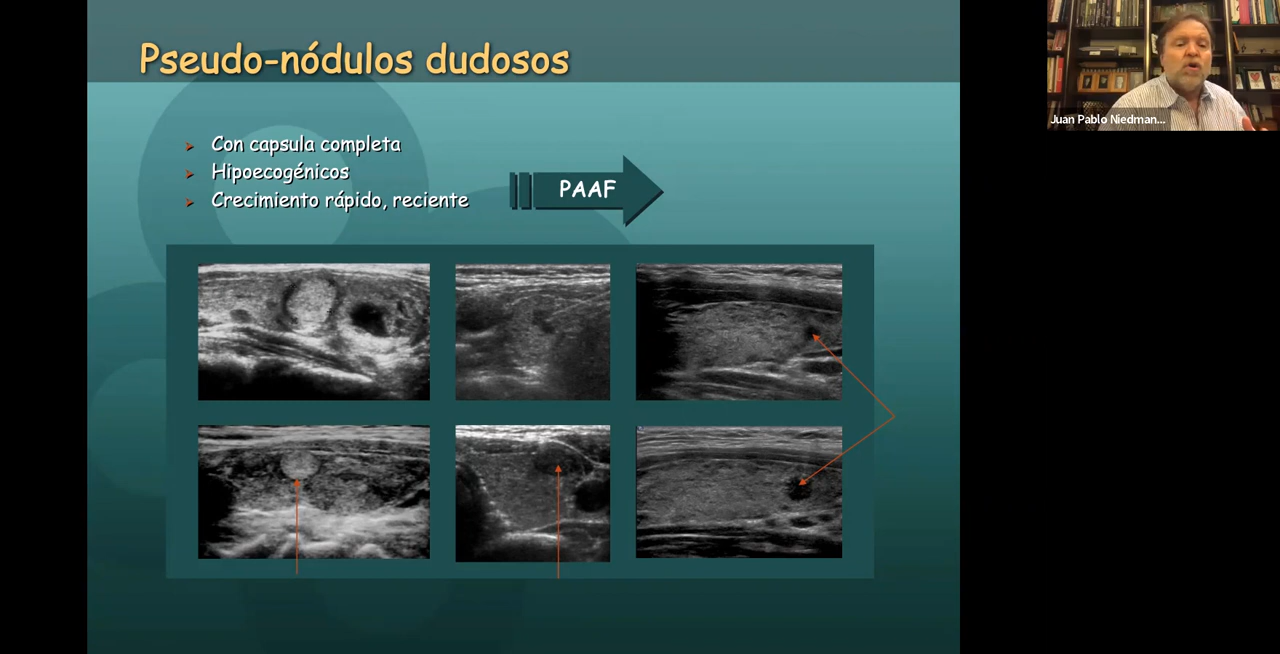 Pseudo-nódulos dudosos
Con capsula completa
Hipoecogénicos
Crecimiento rápido, reciente
PAAF
Juan Pablo Niedman...